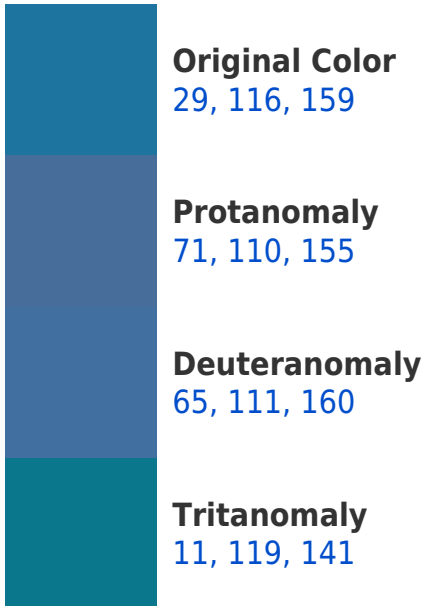 Original Color
29, 116, 159
Protanomaly
71, 110, 155
Deuteranomaly
65, 111, 160
Tritanomaly
11, 119, 141